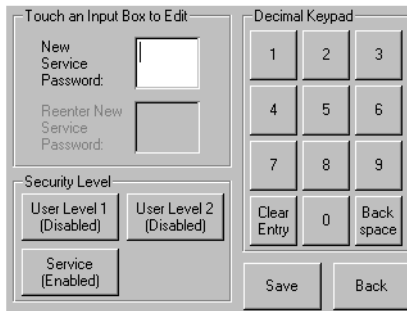 Touch an Input Box to Edit
New
Service
Password:
Reenter New
Service
Password:
Security Level
User Level 1
(Disabled)
User Level 2
(Disabled)
Service
(Enabled)
Decimal Keypad
1
2
3
4
5
6
7
8
9
Clear
Entry
0
Back
space
Save
Back